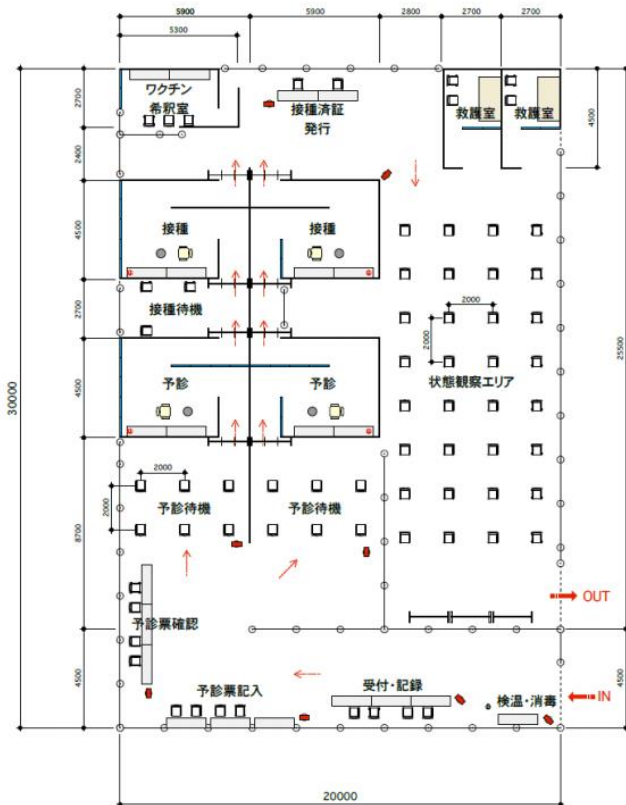 5900
5900
2800
2700
2700
5300
ワクチン
希釈室
接種済証
発行
救護室
救護室
2700
2400
4500
2700
4500
8700
4500
30000
4500
25500
4500
接種
接種
接種待機
2000
2000
状態観察エリア
予診
予診
2000
2000
予診待機
予診待機
OUT
予診票確認
予診票記入
受付・記録
検温・消毒
IN
20000